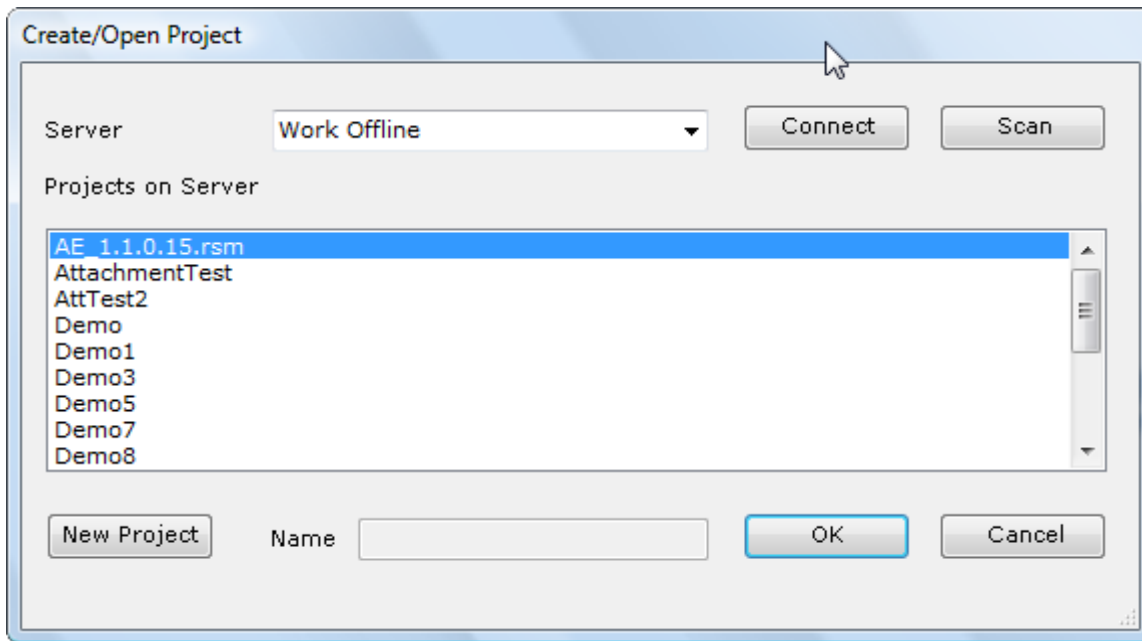 Create/Open Project
Server Work Offline Connect Scan
Projects on Server
AE_1.1.0.15.rsm
AttachmentTest
AttTest2
Demo
Demo1
Demo3
Demo5
Demo7
Demo8
New Project Name OK Cancel